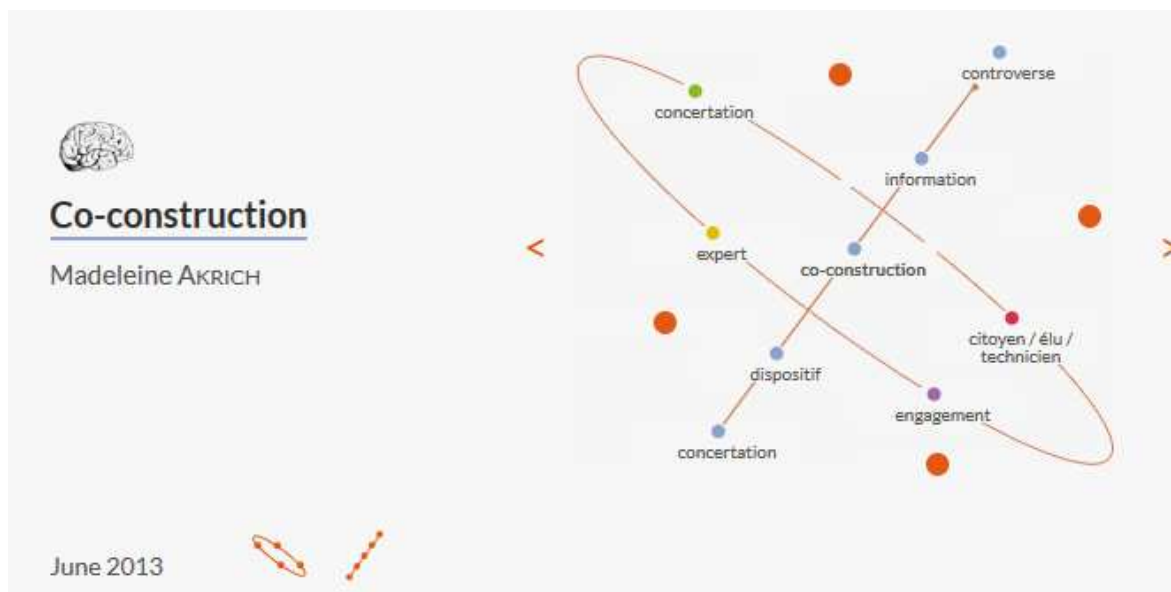 Co-construction
Madeleine AKRICH
June 2013
<
>
controverse
concertation
information
expert
co-construction
citoyen / élu /
technicien
dispositif
engagement
concertation